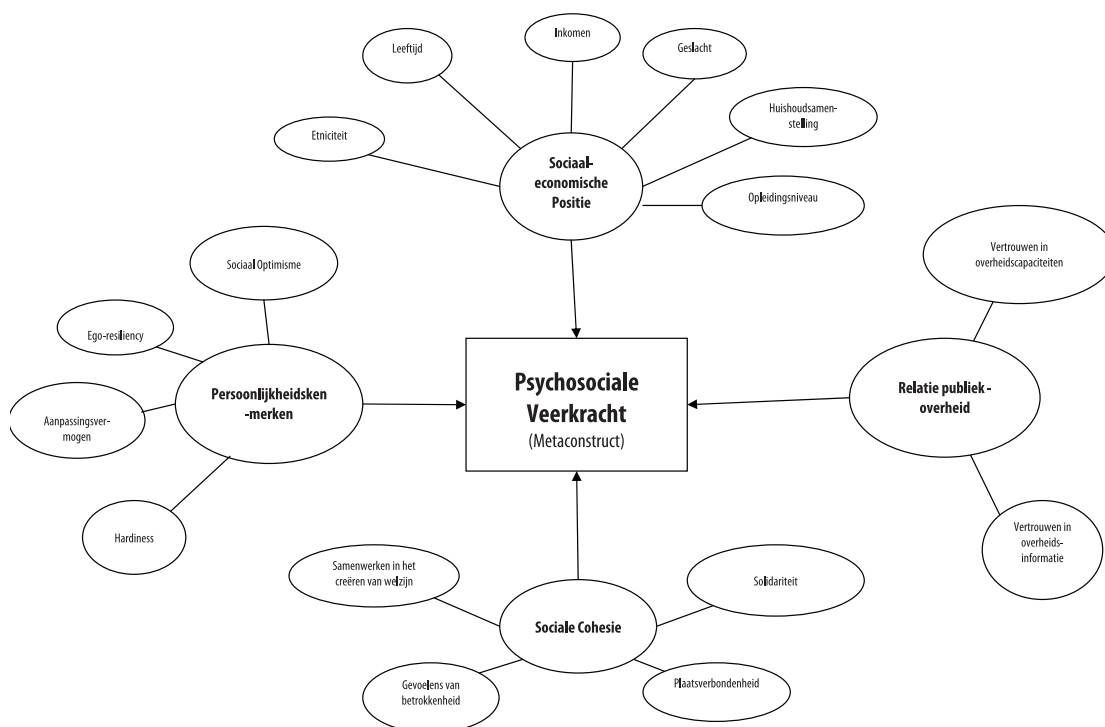 Inkomen
Leeftijd
Geslacht
Huishoudsamen-
stelling
Etniciteit
Sociaal-
economische
Positie
Opleidingsniveau
Vertrouwen in
overheidscapaciteiten
Sociaal Optimisme
Ego-resiliency
Persoonlijkheidsken
-merken
Aanpassingsver-
mogen
Hardiness
Psychosociale
Veerkracht
(Metaconstruct)
Relatie publiek -
overheid
Vertrouwen in
overheids-
informatie
Samenwerken in het
creëren van welzijn
Solidariteit
Sociale Cohesie
Gevoelens van
betrokkenheid
Plaatsverbondenheid